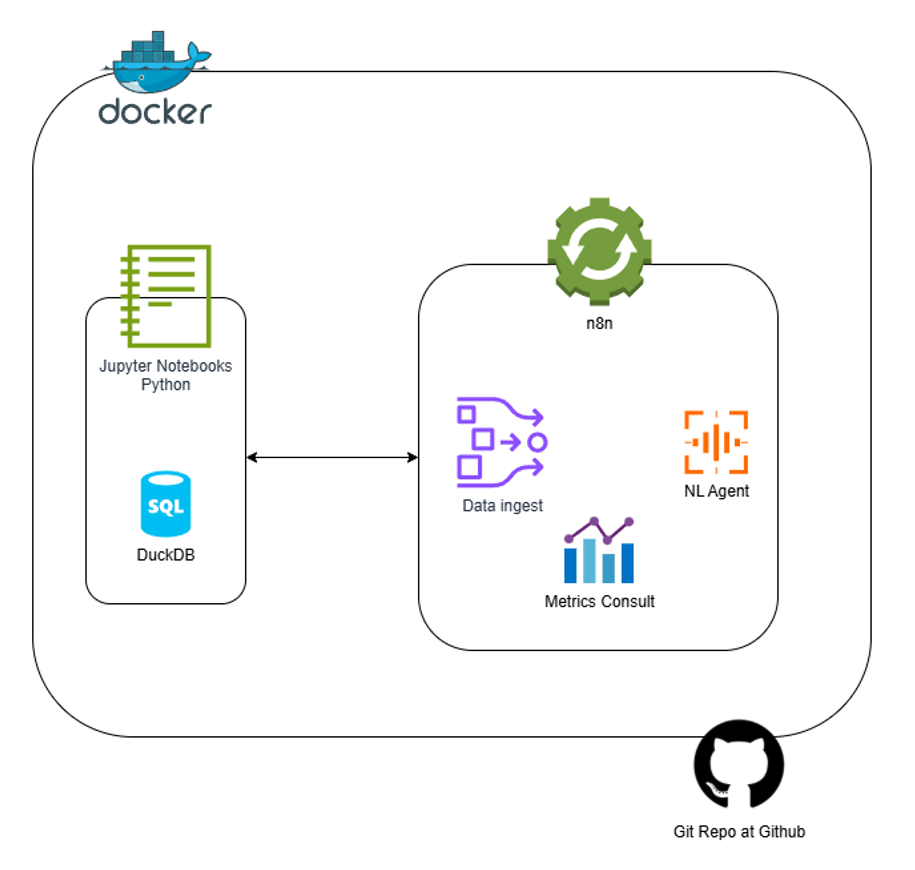 docker
n8n
Jupyter Notebooks
Python
Data ingest
NL Agent
SQL
DuckDB
Metrics Consult
Git Repo at Github